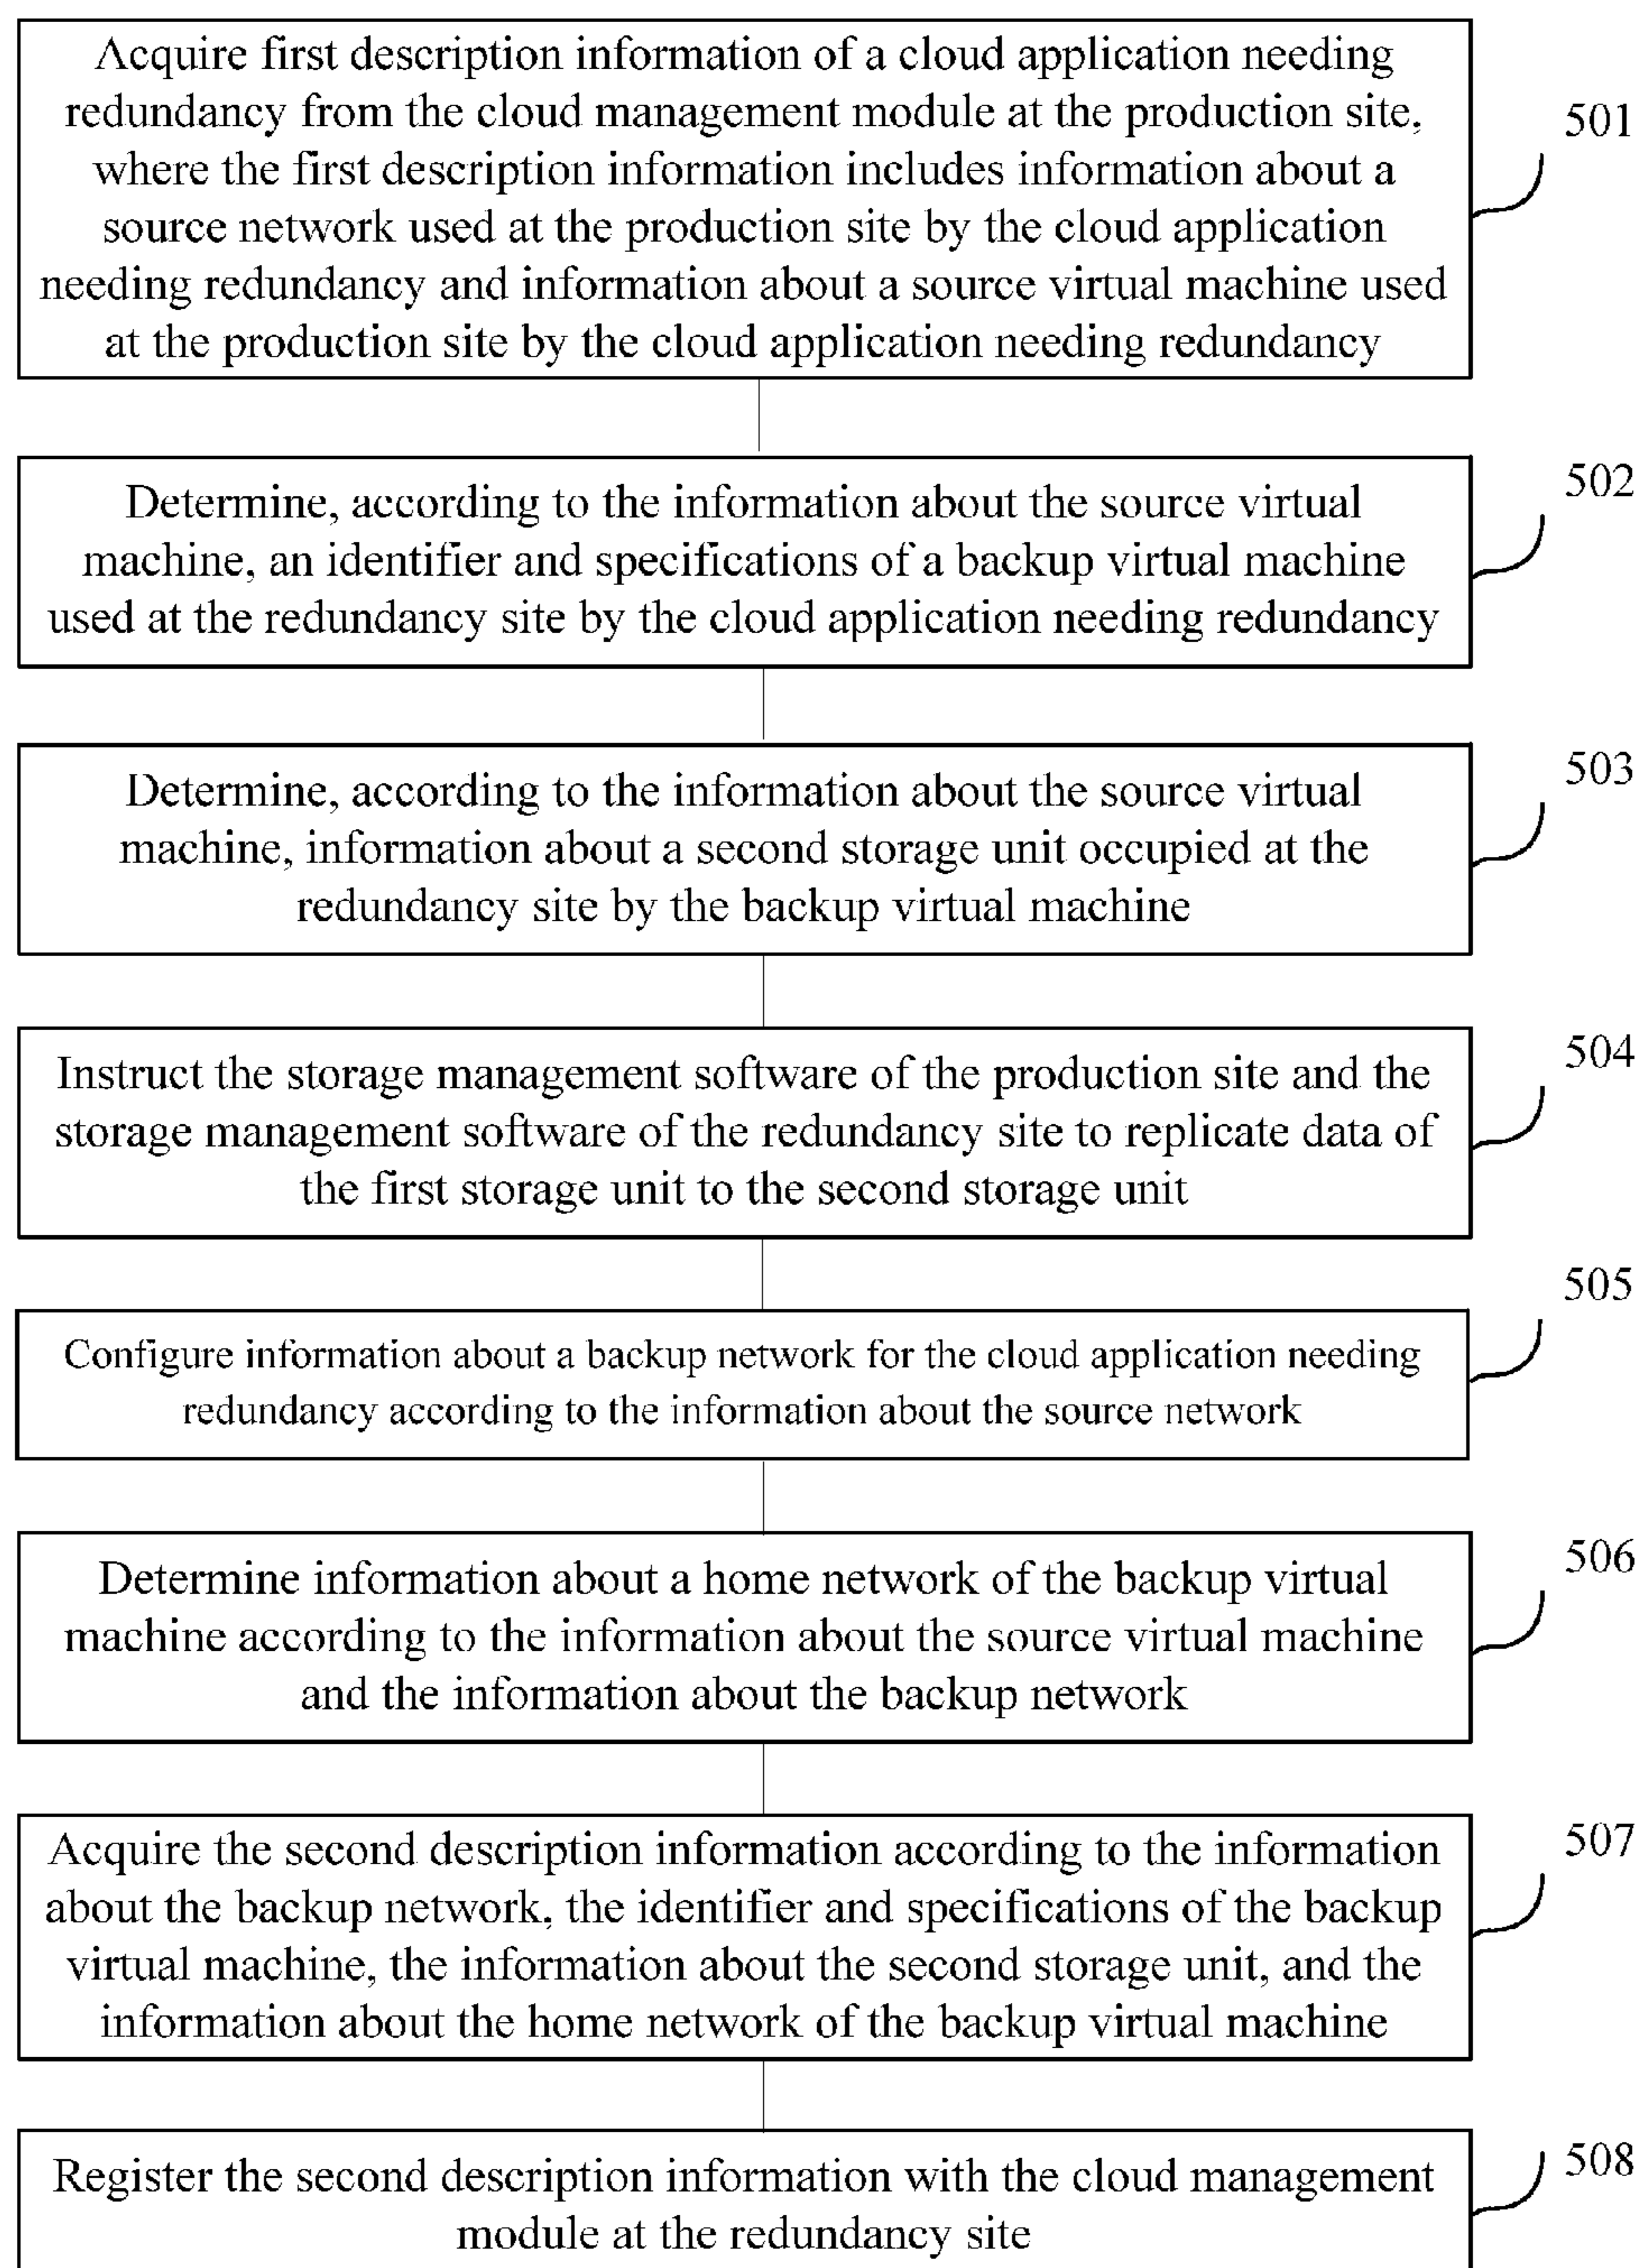 Acquire first description information of a cloud application needing
redundancy from the cloud management module at the production site,
where the first description information includes information about a
source network used at the production site by the cloud application
needing redundancy and information about a source virtual machine used
at the production site by the cloud application needing redundancy
501
Determine, according to the information about the source virtual
machine, an identifier and specifications of a backup virtual machine
used at the redundancy site by the cloud application needing redundancy
502
Determine, according to the information about the source virtual
machine, information about a second storage unit occupied at the
redundancy site by the backup virtual machine
503
Instruct the storage management software of the production site and the
storage management software of the redundancy site to replicate data of
the first storage unit to the second storage unit
504
Configure information about a backup network for the cloud application needing
redundancy according to the information about the source network
505
Determine information about a home network of the backup virtual
machine according to the information about the source virtual machine
and the information about the backup network
506
Acquire the second description information according to the information
about the backup network, the identifier and specifications of the backup
virtual machine, the information about the second storage unit, and the
information about the home network of the backup virtual machine
507
Register the second description information with the cloud management
module at the redundancy site
508